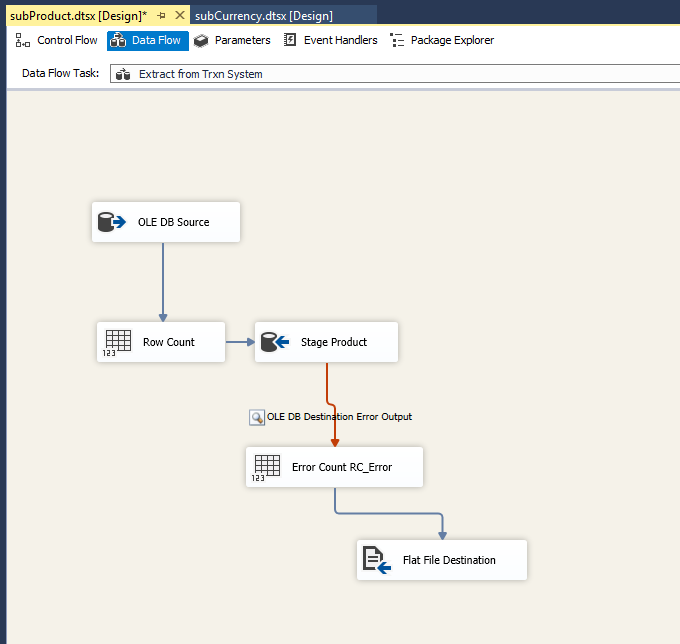 subProduct.dtsx [Design]* subCurrency.dtsx [Design]
Control Flow Data Flow Parameters Event Handlers Package Explorer
Data Flow Task: Extract from Trxn System
OLE DB Source
123 Row Count Stage Product
OLE DB Destination Error Output
123 Error Count RC_Error
Flat File Destination